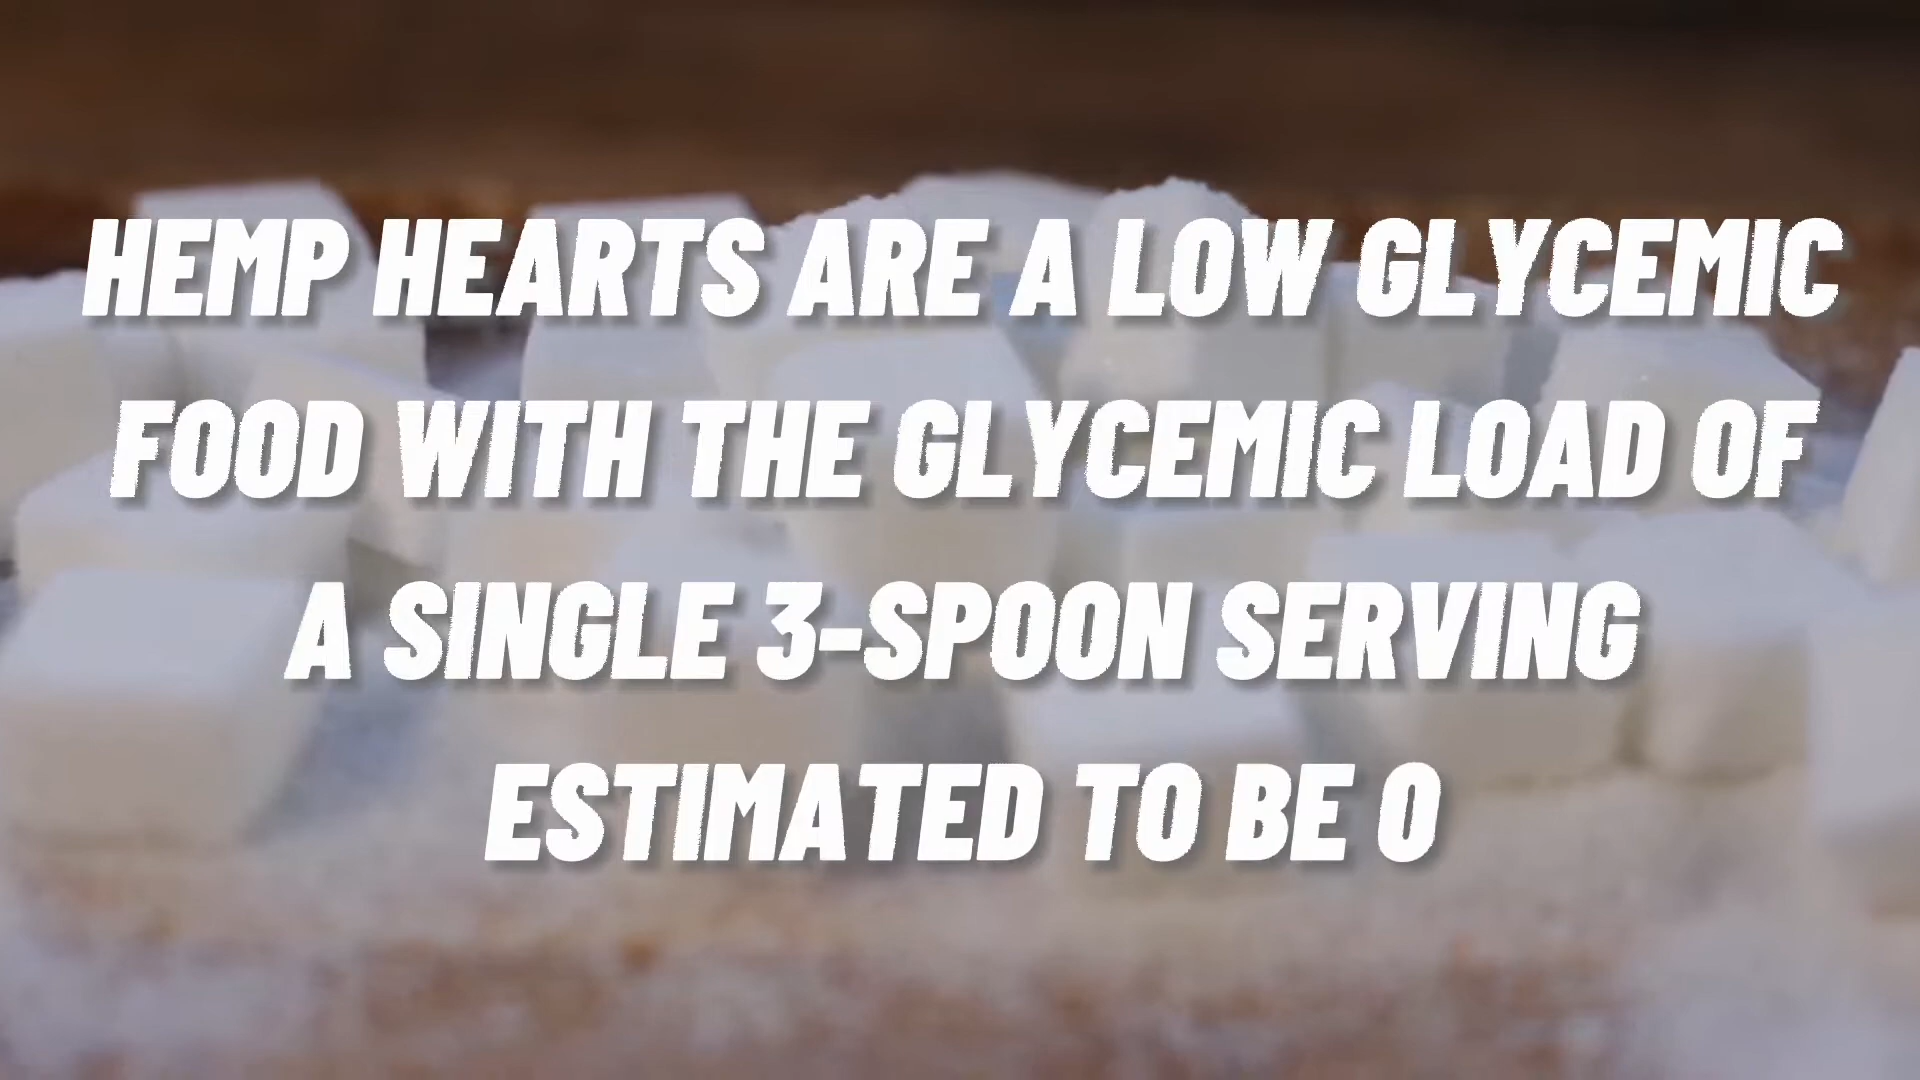 HEMP HEARTS ARE A LOW GLYCEMIC
FOOD WITH THE GLYCEMIC LOAD OF
A SINGLE 3-SPOON SERVING
ESTIMATED TO BE 0